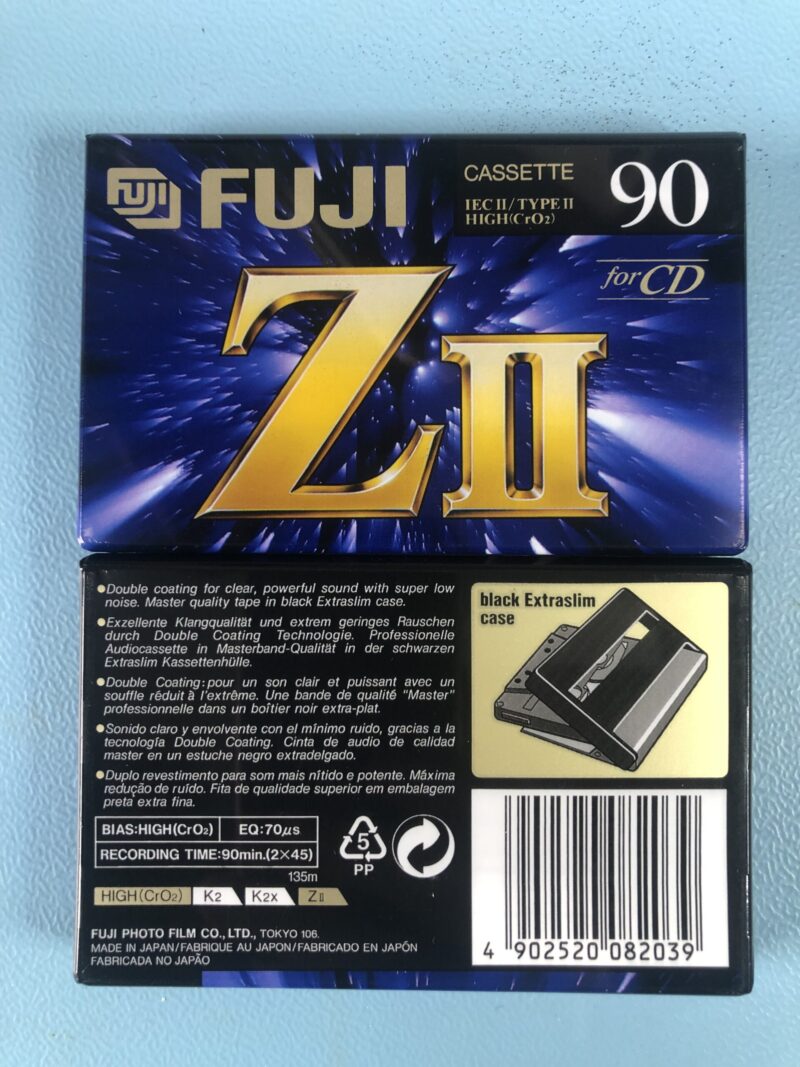 FUJI
FUJI
CASSETTE
IEC II/TYPE II
HIGH(CrO₂)
90
for CD
ZII
●Double coating for clear, powerful sound with super low
noise. Master quality tape in black Extraslim case.
●Exzellente Klangqualität und extrem geringes Rauschen
durch Double Coating Technologie. Professionelle
Audiocassette in Masterband-Qualität in der schwarzen
Extraslim Kassettenhülle.
●Double Coating: pour un son clair et puissant avec un
souffle réduit à l'extrême. Une bande de qualité "Master"
professionnelle dans un boîtier noir extra-plat.
●Sonido claro y envolvente con el mínimo ruido, gracias a la
tecnología Double Coating. Cinta de audio de calidad
master en un estuche negro extradelgado.
●Duplo revestimento para som mais nítido e potente. Máxima
redução de ruído. Fita de qualidade superior em embalagem
preta extra fina.
BIAS:HIGH(CrO₂) EQ:70μs
RECORDING TIME:90min.(2×45)
135m
HIGH(CrO₂) K2 K2x ZII
5
PP
FUJI PHOTO FILM CO., LTD., TOKYO 106.
MADE IN JAPAN/FABRIQUE AU JAPON/FABRICADO EN JAPÓN
FABRICADA NO JAPÃO
black Extraslim
case
4 902520 082039